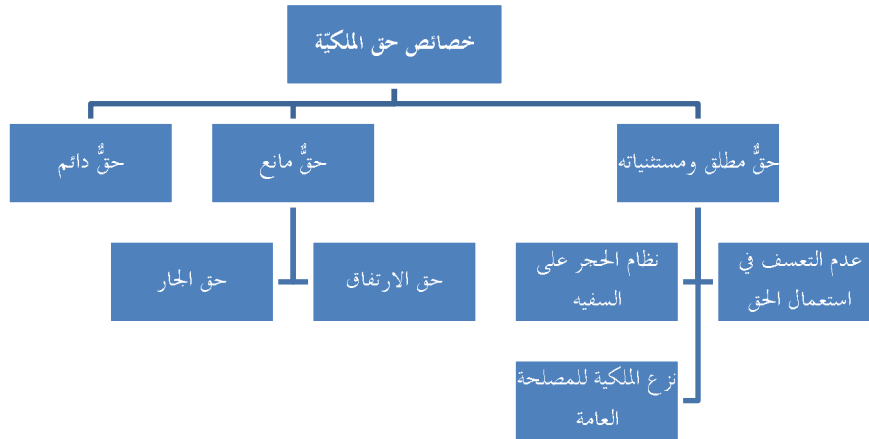 خصائص حق الملكيّة
حقٌّ مطلق ومستثنياته
حقٌّ مانع
حقٌّ دائم
عدم التعسف في
استعمال الحق
نظام الحجر على
السفيه
نزع الملكية للمصلحة
العامة
حق الارتفاق
حق الجار